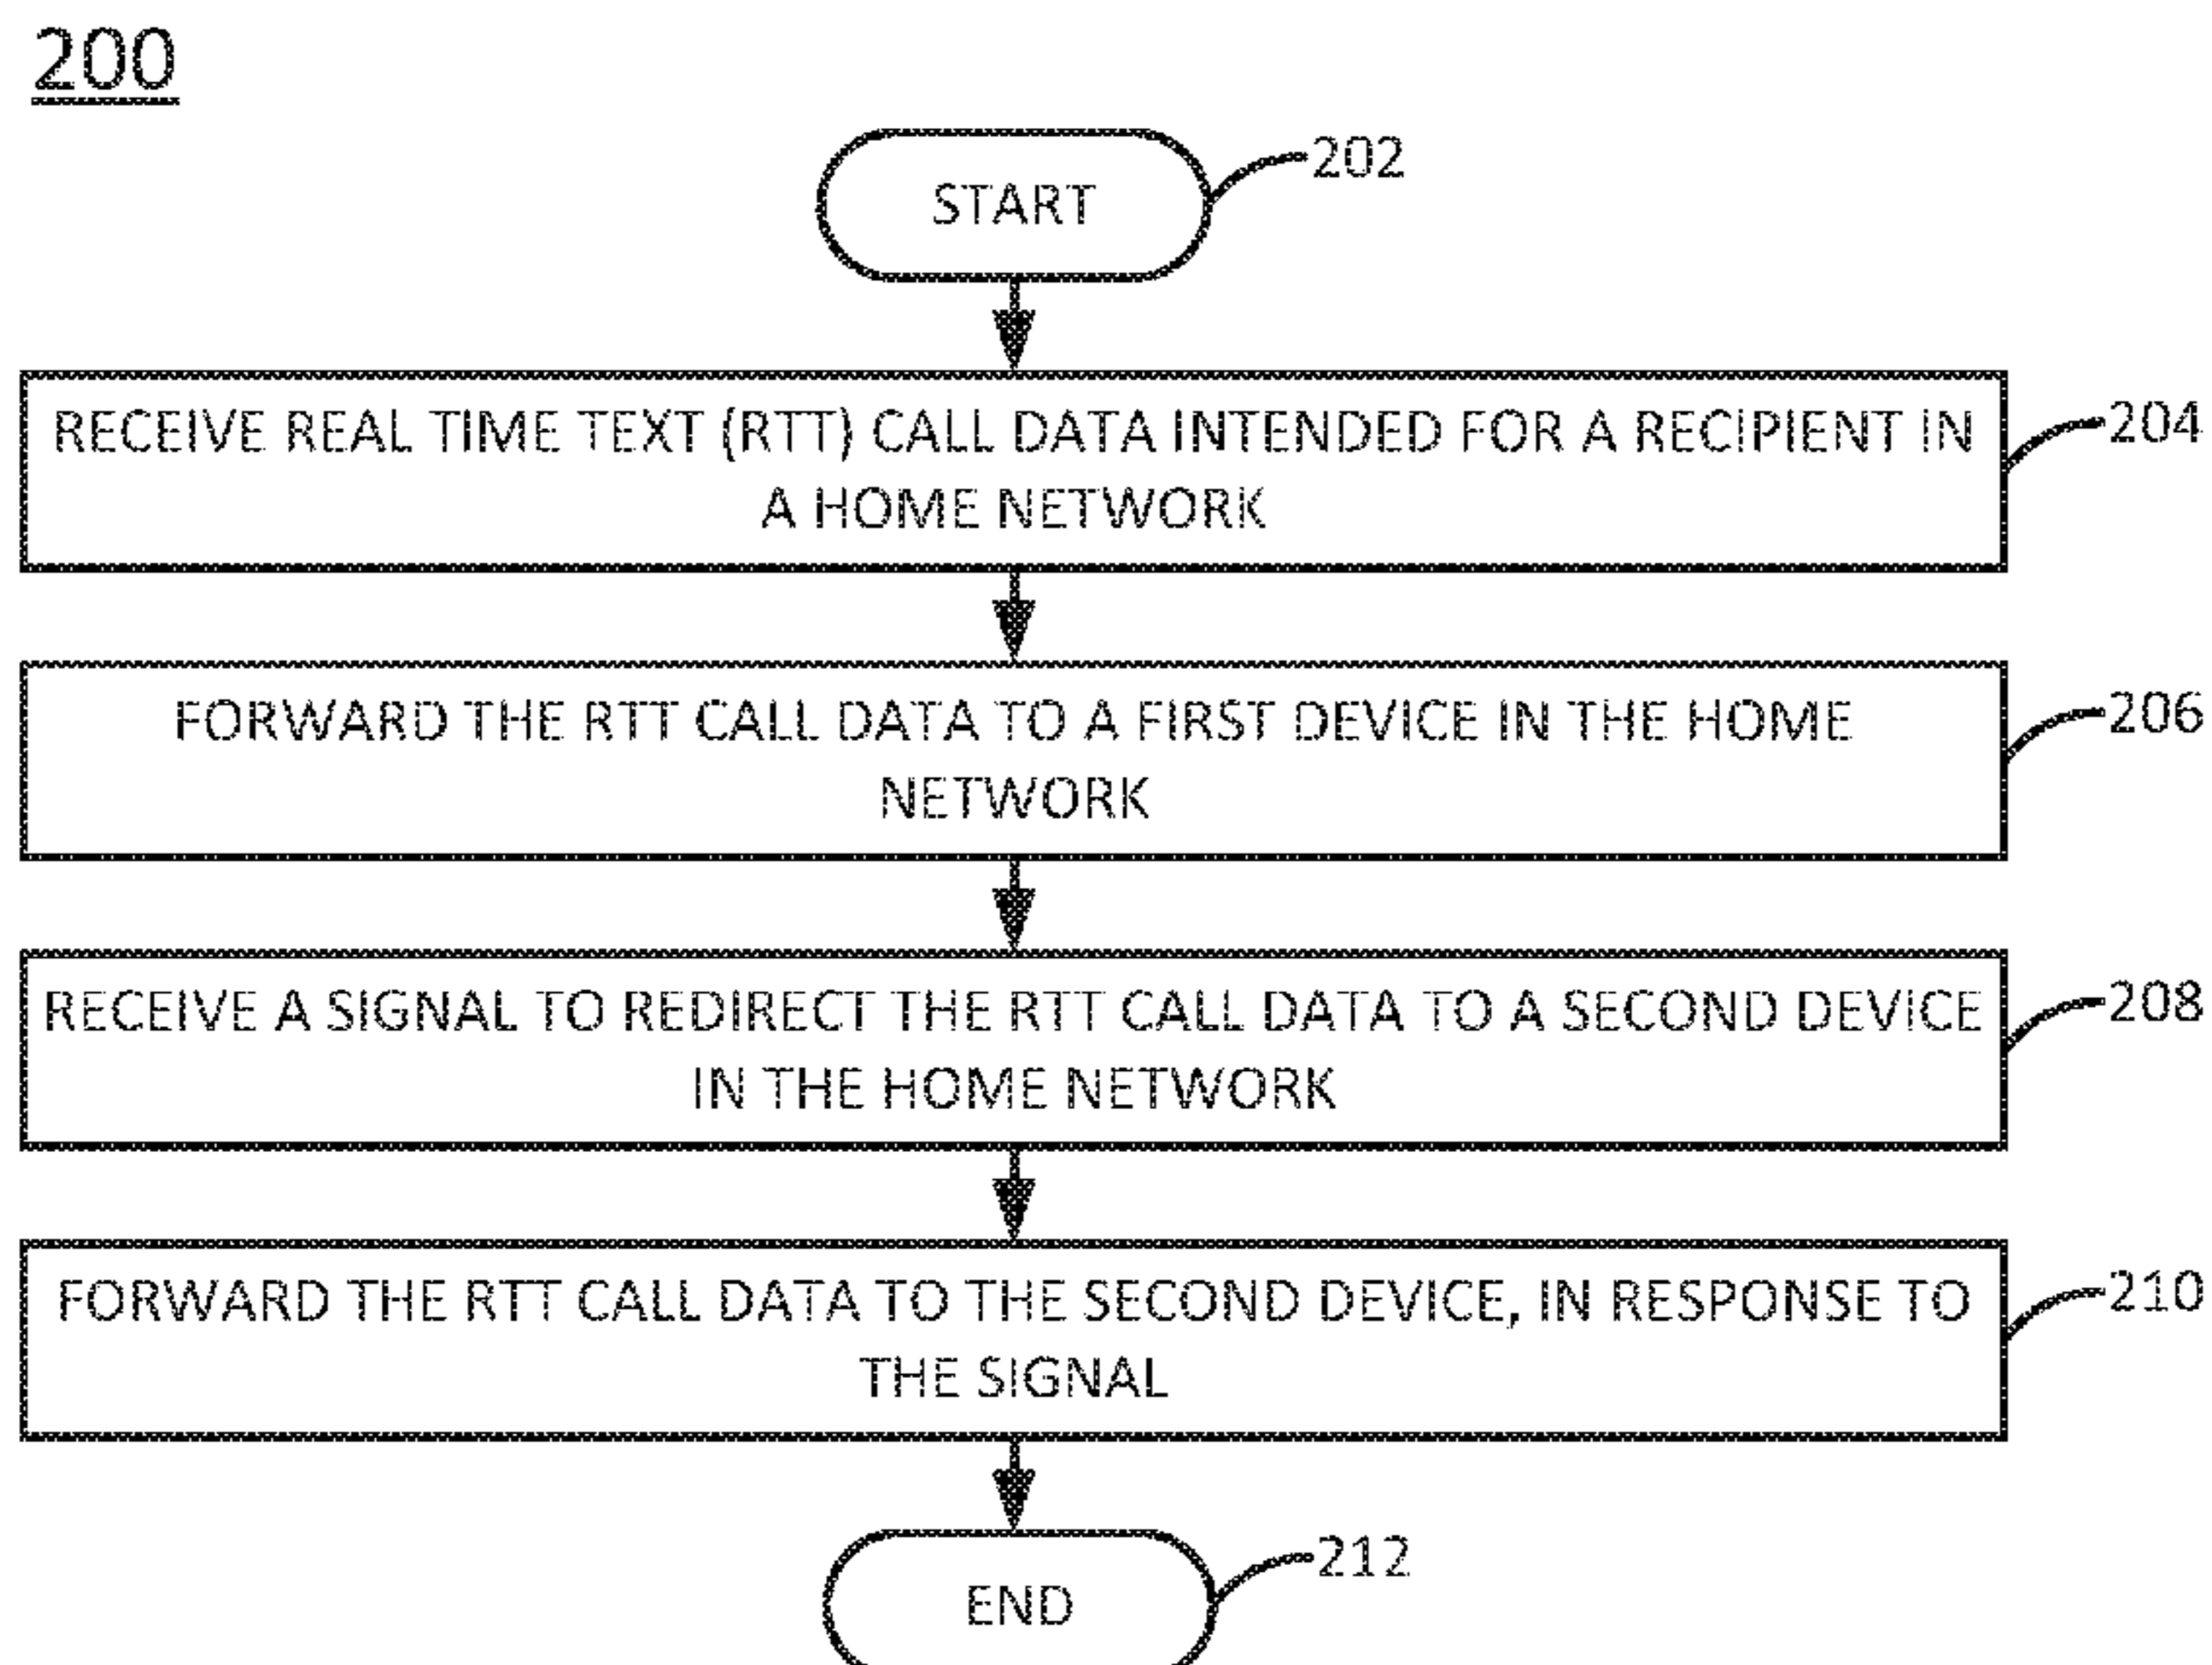 200
START
202
RECEIVE REAL TIME TEXT (RTT) CALL DATA INTENDED FOR A RECIPIENT IN
A HOME NETWORK
204
FORWARD THE RTT CALL DATA TO A FIRST DEVICE IN THE HOME
NETWORK
206
RECEIVE A SIGNAL TO REDIRECT THE RTT CALL DATA TO A SECOND DEVICE
IN THE HOME NETWORK
208
FORWARD THE RTT CALL DATA TO THE SECOND DEVICE, IN RESPONSE TO
THE SIGNAL
210
END
212